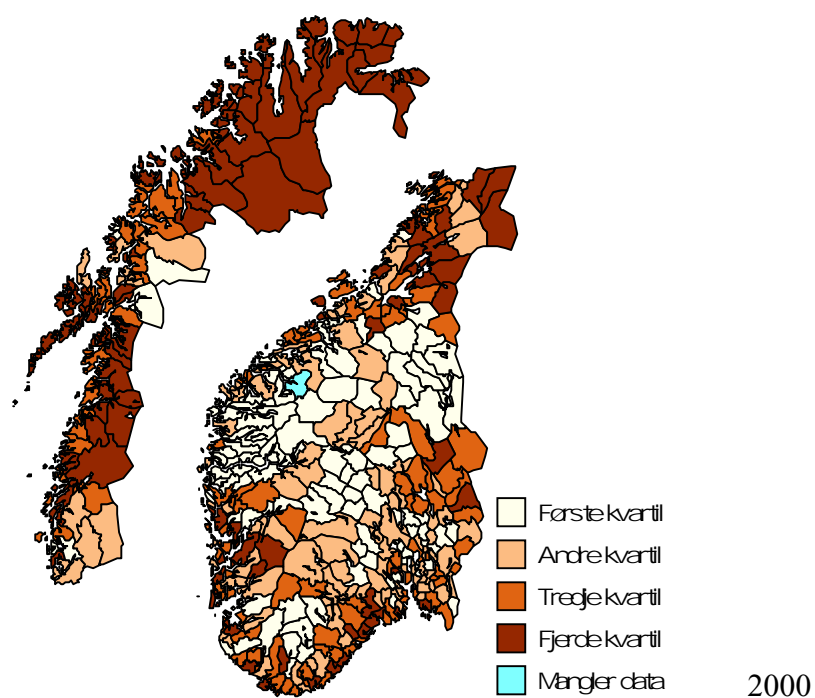 Første kvartil
Andre kvartil
Tredje kvartil
Fjerde kvartil
Mangler data
2000